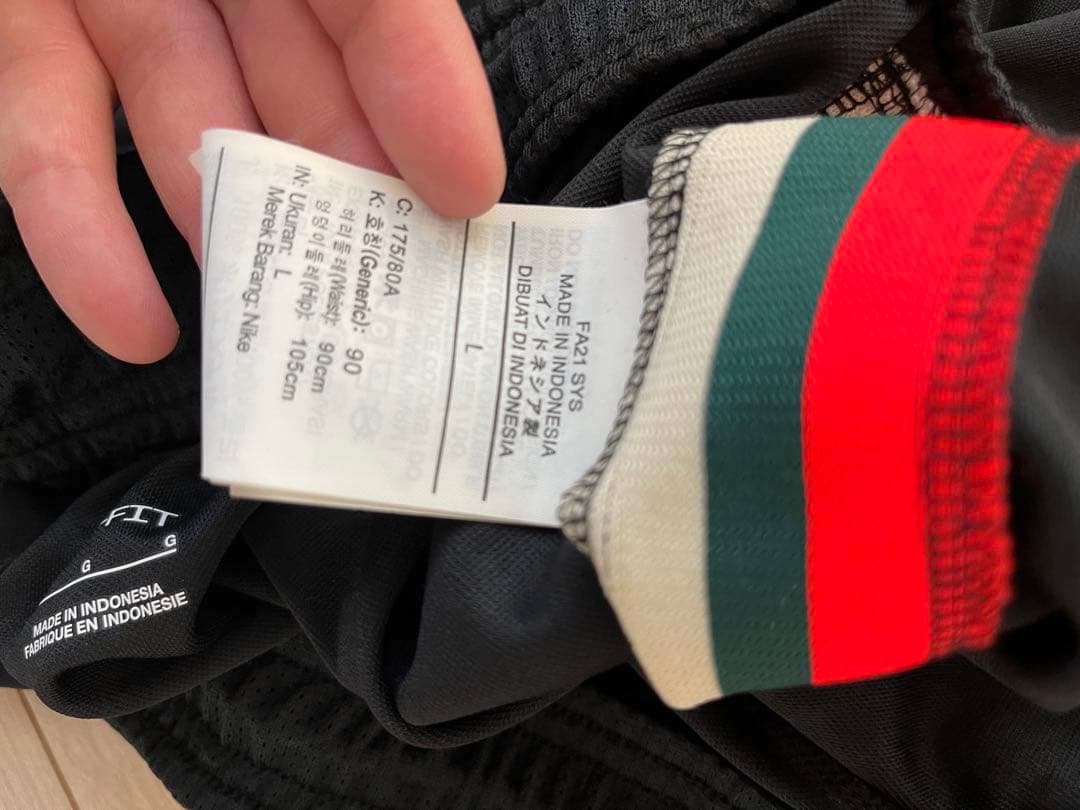 FA21 SYS
MADE IN INDONESIA
インドネシア製
DIBUAT DI INDONESIA
L
C: 175/80A
K: 호칭(Generic): 90
허리둘레(Waist): 90cm
엉덩이둘레(Hip): 105cm
IN: Ukuran: L
Merek Barang: Nike
FIT
G G
MADE IN INDONESIA
FABRIQUE EN INDONESIE